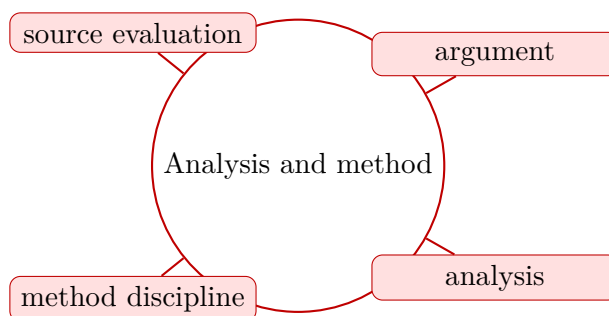 source evaluation
argument
Analysis and method
method discipline
analysis